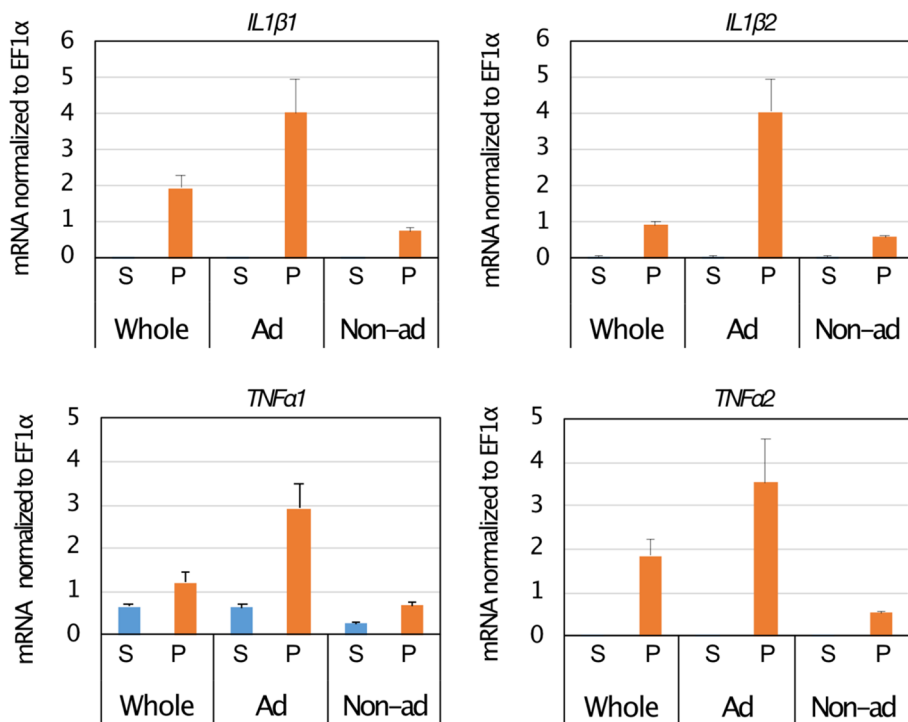 IL1β1
mRNA normalized to EF1α
6
5
4
3
2
1
0
S P S P S P
Whole Ad Non–ad
IL1β2
mRNA normalized to EF1α
6
5
4
3
2
1
0
S P S P S P
Whole Ad Non–ad
TNFα1
mRNA normalized to EF1α
5
4
3
2
1
0
S P S P S P
Whole Ad Non–ad
TNFα2
mRNA normalized to EF1α
5
4
3
2
1
0
S P S P S P
Whole Ad Non–ad